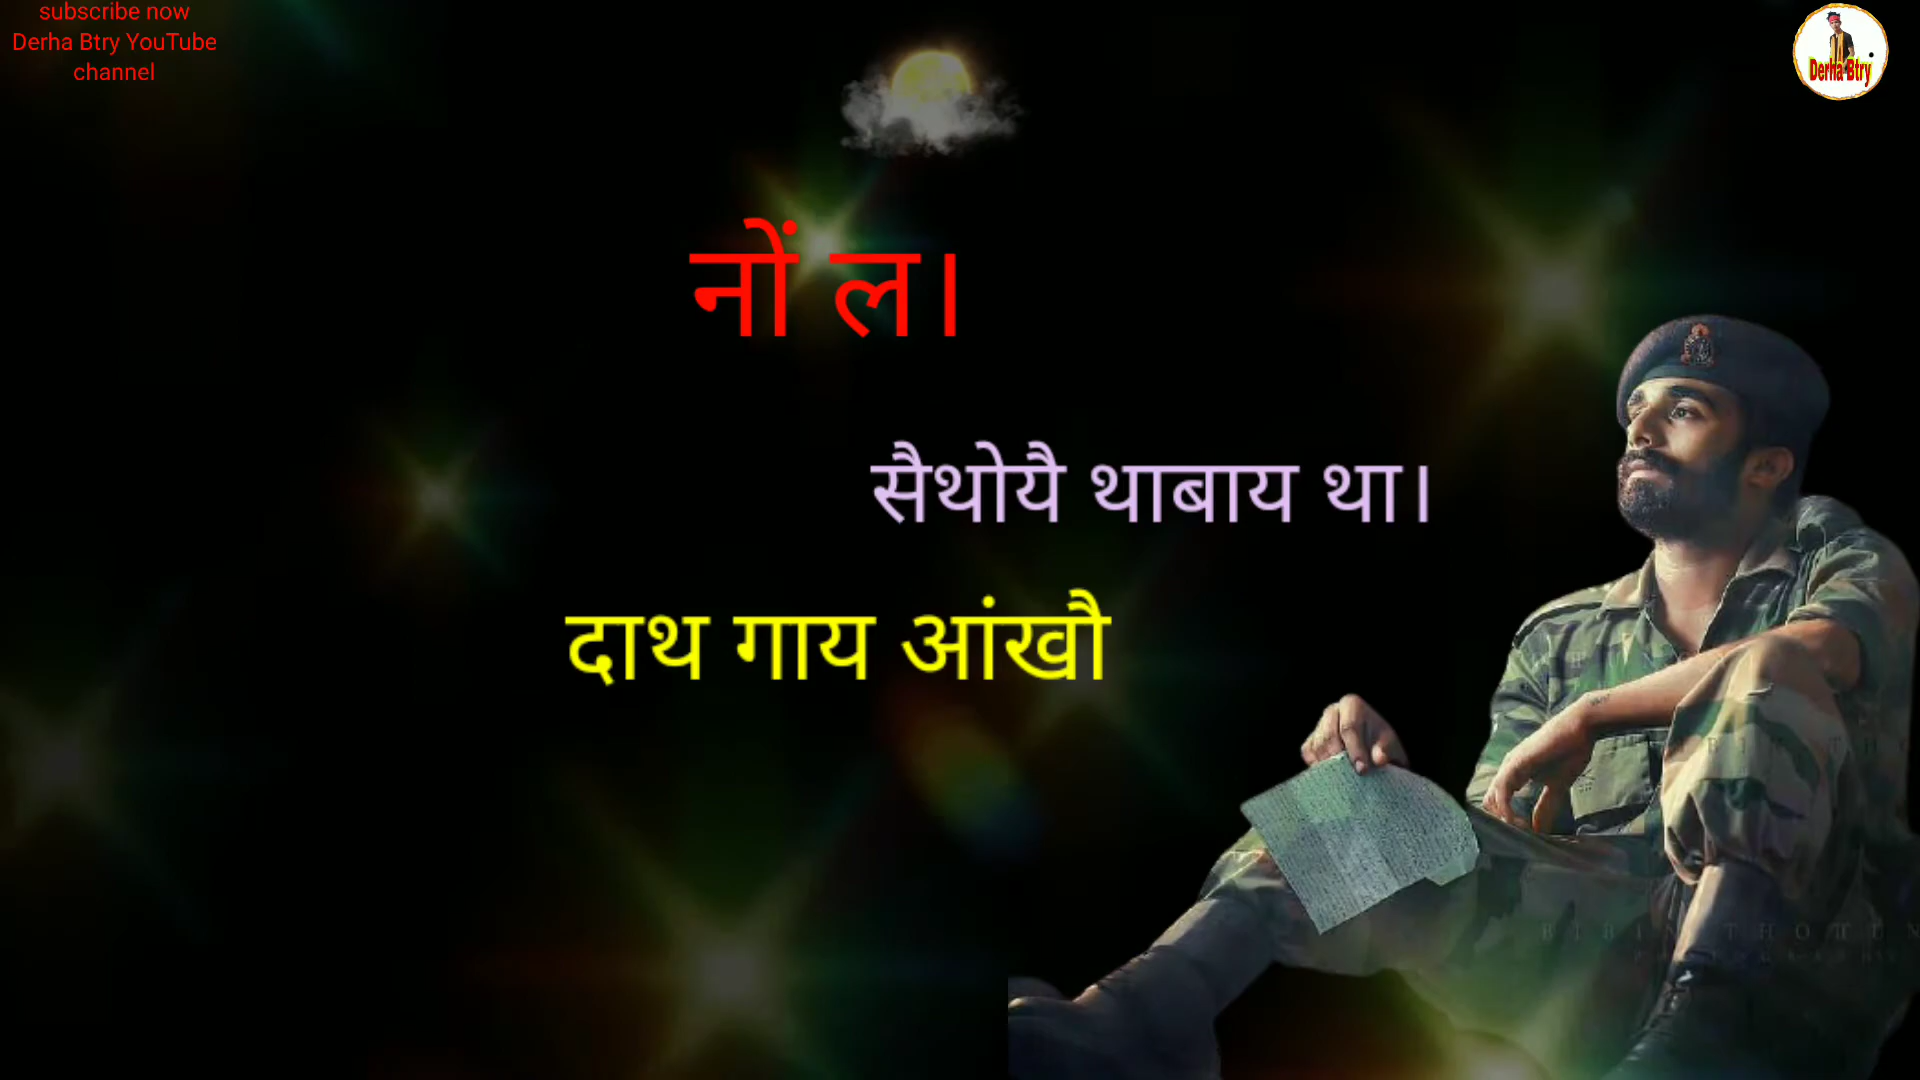 subscribe now
Derha Btry YouTube
channel
Derha Btry
नों ल।
सैथोयै थाबाय था।
दाथ गाय आंखौ